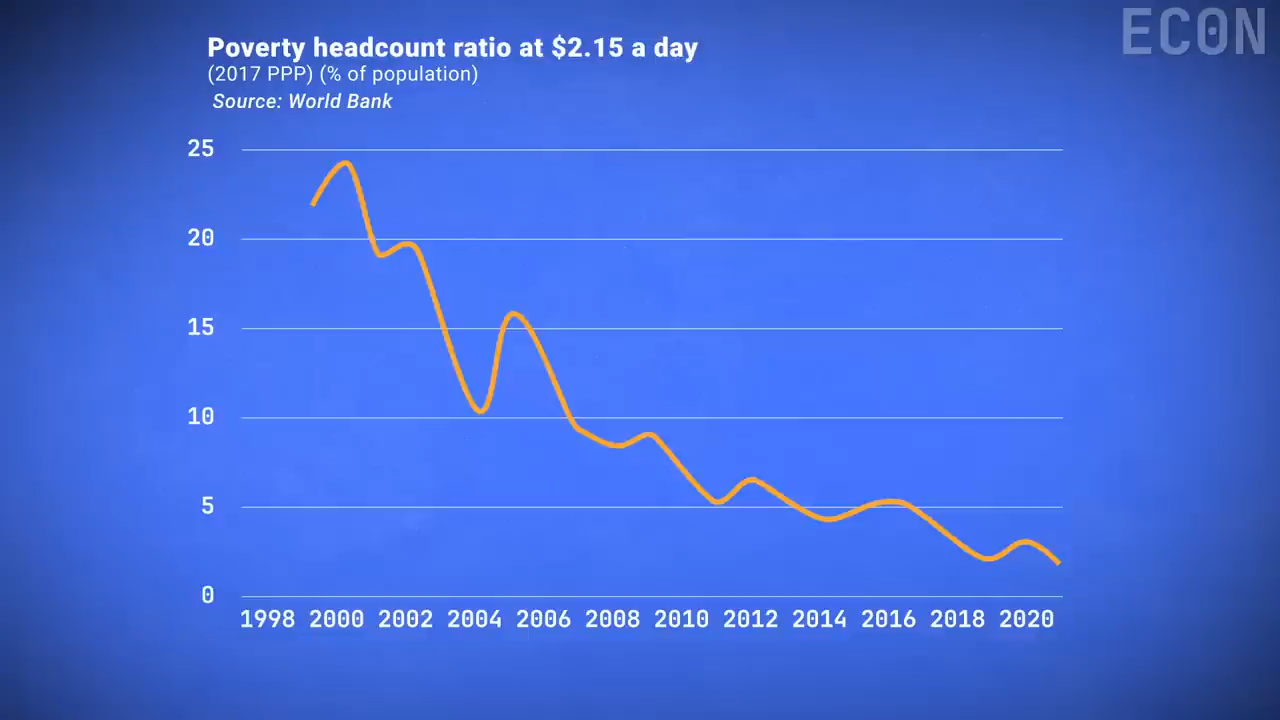 ECON
Poverty headcount ratio at $2.15 a day
(2017 PPP) (% of population)
Source: World Bank
25
20
15
10
5
0
1998 2000 2002 2004 2006 2008 2010 2012 2014 2016 2018 2020